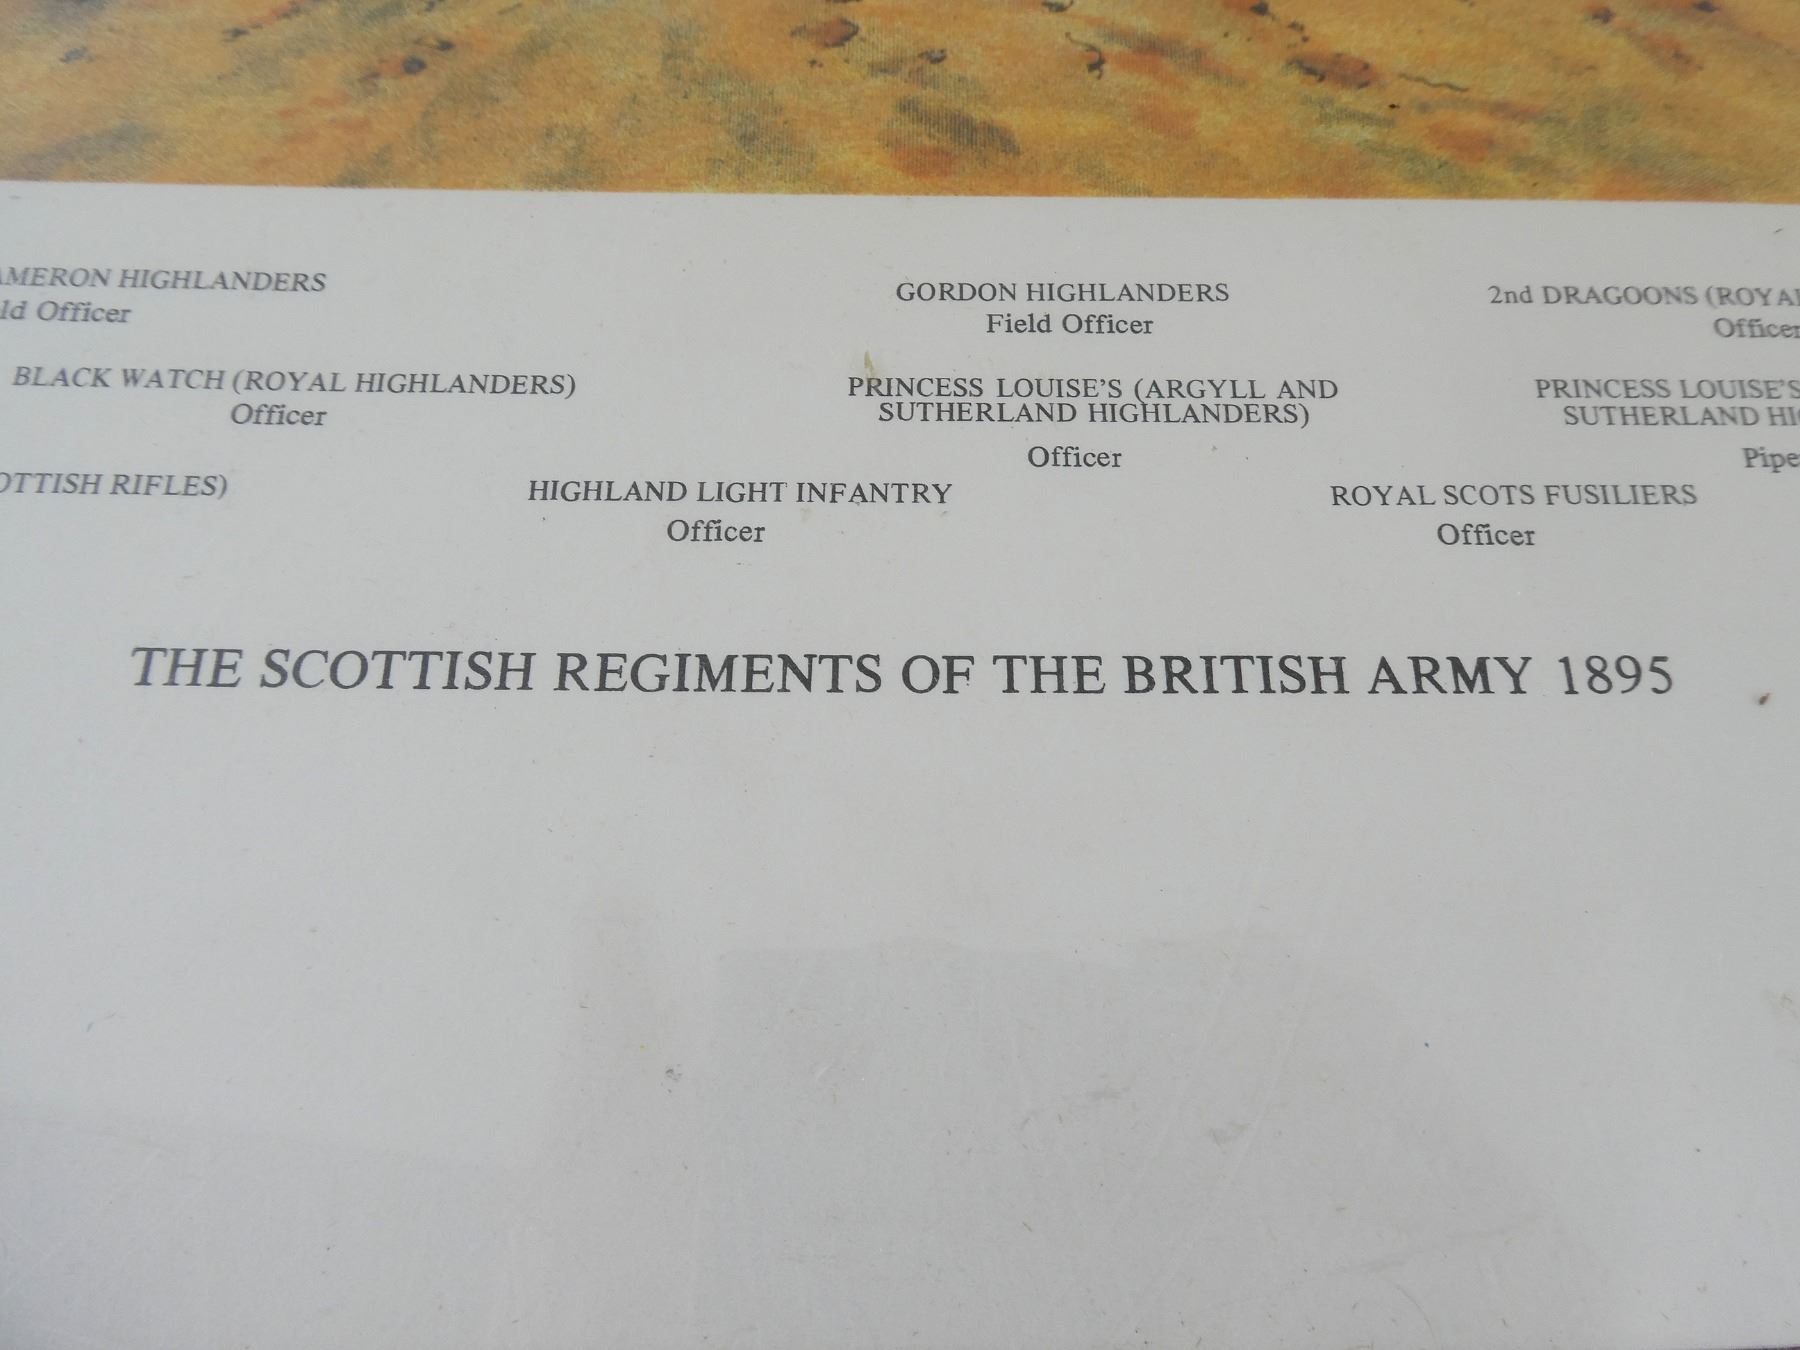 AMERON HIGHLANDERS GORDON HIGHLANDERS 2nd DRAGOONS (ROYAL
ld Officer Field Officer Officer
BLACK WATCH (ROYAL HIGHLANDERS) PRINCESS LOUISE'S (ARGYLL AND PRINCESS LOUISE'S
SUTHERLAND HIGHLANDERS) SUTHERLAND HI
Officer
Officer Pipe
OTTISH RIFLES) HIGHLAND LIGHT INFANTRY ROYAL SCOTS FUSILIERS
Officer Officer
THE SCOTTISH REGIMENTS OF THE BRITISH ARMY 1895